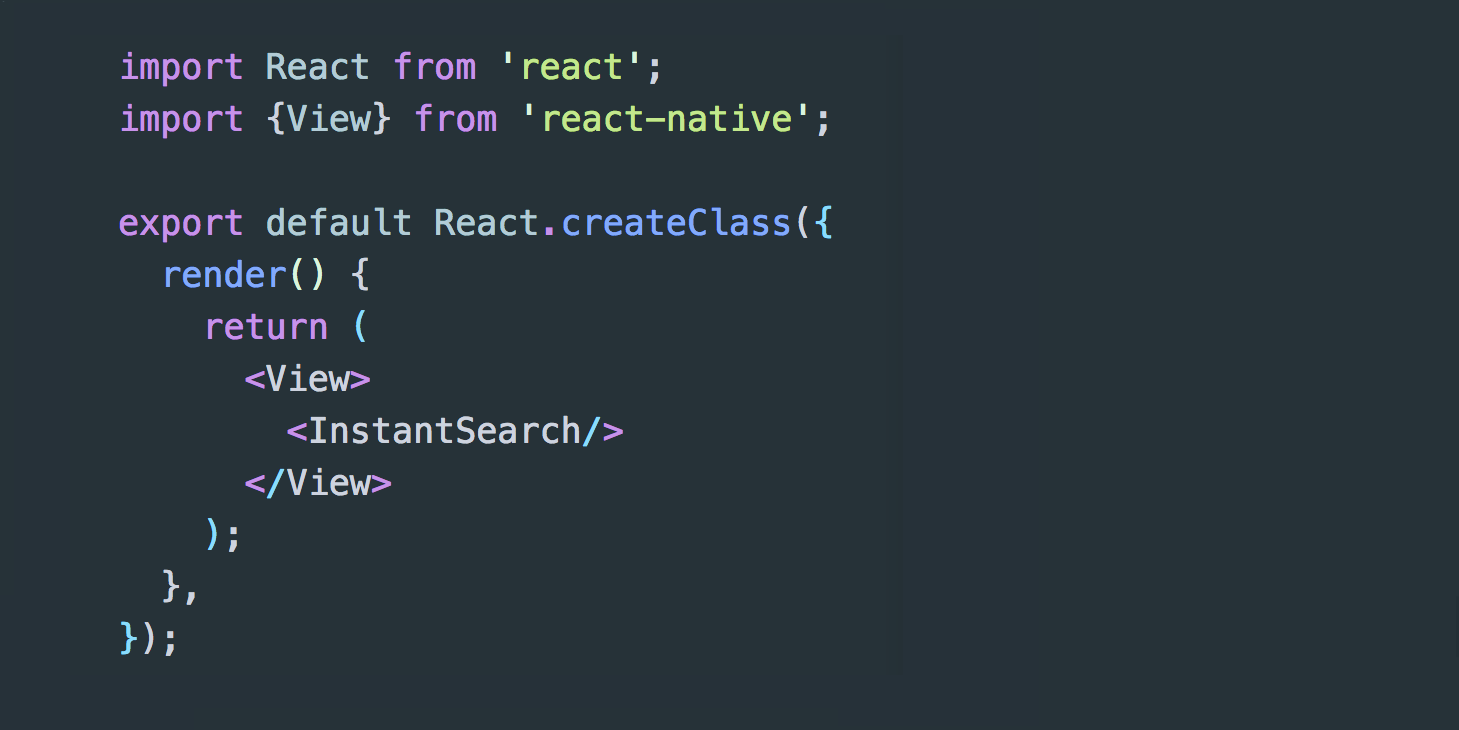 import React from 'react';
import {View} from 'react-native';

export default React.createClass({
  render() {
    return (
      <View>
        <InstantSearch/>
      </View>
    );
  },
});